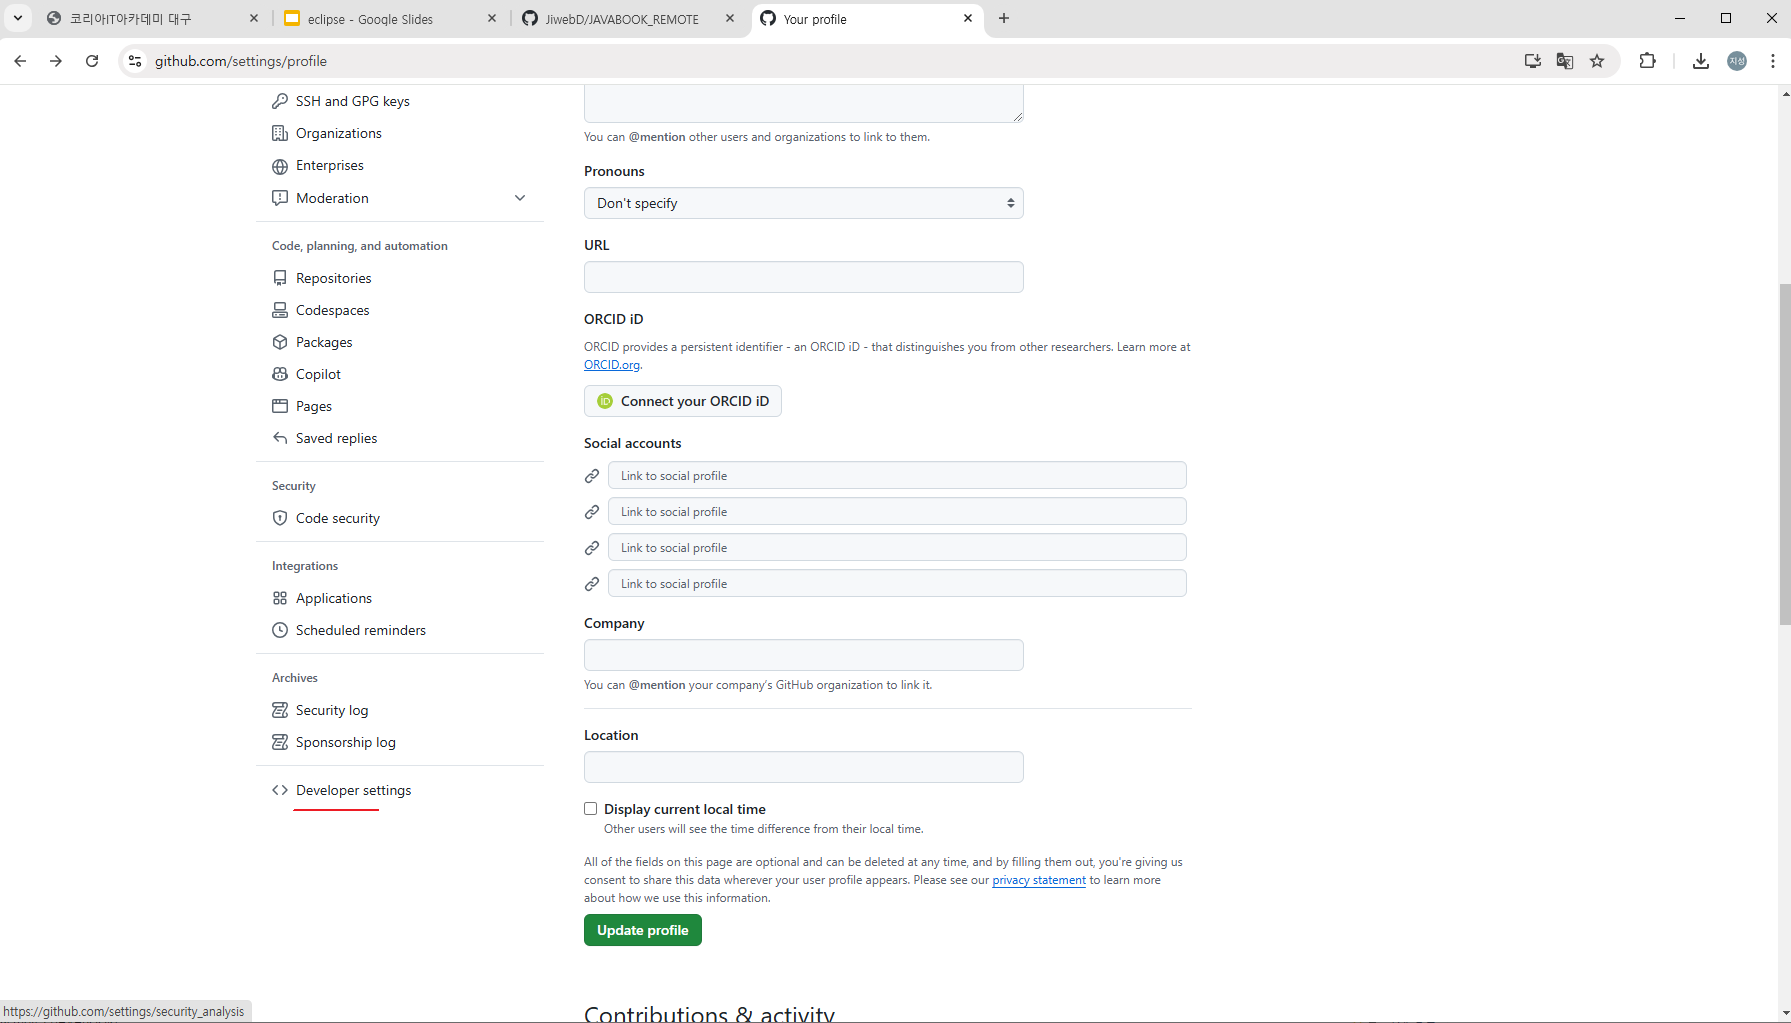 코리아IT아카데미 대구
eclipse - Google Slides
JiwebD/JAVABOOK_REMOTE
Your profile
github.com/settings/profile
지성
SSH and GPG keys
Organizations
Enterprises
Moderation
Code, planning, and automation
Repositories
Codespaces
Packages
Copilot
Pages
Saved replies
Security
Code security
Integrations
Applications
Scheduled reminders
Archives
Security log
Sponsorship log
Developer settings
You can @mention other users and organizations to link to them.
Pronouns
Don't specify
URL
ORCID iD
ORCID provides a persistent identifier - an ORCID iD - that distinguishes you from other researchers. Learn more at
ORCID.org.
iD Connect your ORCID iD
Social accounts
Link to social profile
Link to social profile
Link to social profile
Link to social profile
Company
You can @mention your company's GitHub organization to link it.
Location
Display current local time
Other users will see the time difference from their local time.
All of the fields on this page are optional and can be deleted at any time, and by filling them out, you're giving us
consent to share this data wherever your user profile appears. Please see our privacy statement to learn more
about how we use this information.
Update profile
Contributions & activity
https://github.com/settings/security_analysis